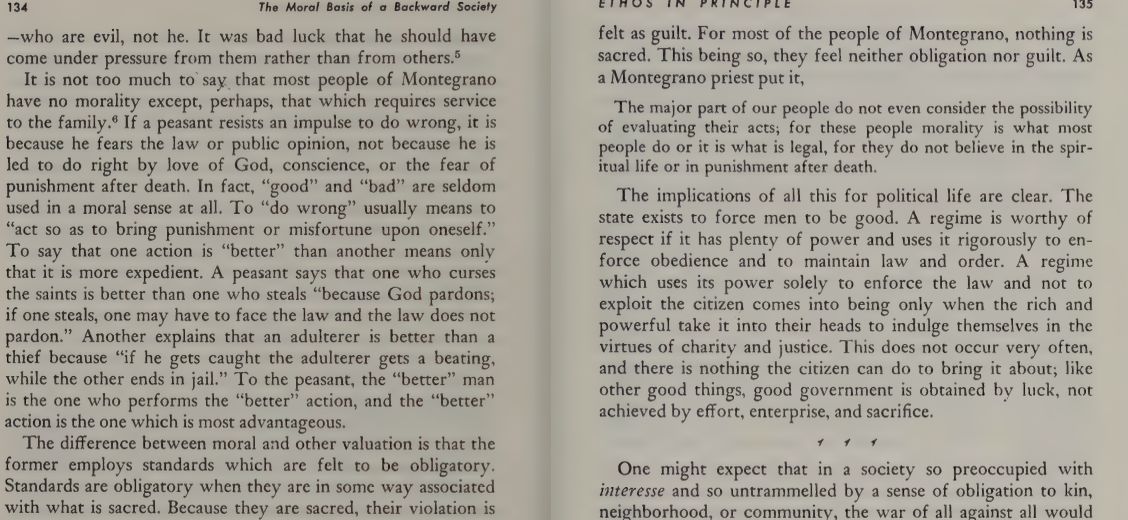 134 The Moral Basis of a Backward Society
—who are evil, not he. It was bad luck that he should have
come under pressure from them rather than from others.⁵
It is not too much to say that most people of Montegrano
have no morality except, perhaps, that which requires service
to the family.⁶ If a peasant resists an impulse to do wrong, it is
because he fears the law or public opinion, not because he is
led to do right by love of God, conscience, or the fear of
punishment after death. In fact, “good” and “bad” are seldom
used in a moral sense at all. To “do wrong” usually means to
“act so as to bring punishment or misfortune upon oneself.”
To say that one action is “better” than another means only
that it is more expedient. A peasant says that one who curses
the saints is better than one who steals “because God pardons;
if one steals, one may have to face the law and the law does not
pardon.” Another explains that an adulterer is better than a
thief because “if he gets caught the adulterer gets a beating,
while the other ends in jail.” To the peasant, the “better” man
is the one who performs the “better” action, and the “better”
action is the one which is most advantageous.
The difference between moral and other valuation is that the
former employs standards which are felt to be obligatory.
Standards are obligatory when they are in some way associated
with what is sacred. Because they are sacred, their violation is
ETHOS IN PRINCIPLE 135
felt as guilt. For most of the people of Montegrano, nothing is
sacred. This being so, they feel neither obligation nor guilt. As
a Montegrano priest put it,
The major part of our people do not even consider the possibility
of evaluating their acts; for these people morality is what most
people do or it is what is legal, for they do not believe in the spir-
itual life or in punishment after death.
The implications of all this for political life are clear. The
state exists to force men to be good. A regime is worthy of
respect if it has plenty of power and uses it rigorously to en-
force obedience and to maintain law and order. A regime
which uses its power solely to enforce the law and not to
exploit the citizen comes into being only when the rich and
powerful take it into their heads to indulge themselves in the
virtues of charity and justice. This does not occur very often,
and there is nothing the citizen can do to bring it about; like
other good things, good government is obtained by luck, not
achieved by effort, enterprise, and sacrifice.
One might expect that in a society so preoccupied with
interesse and so untrammelled by a sense of obligation to kin,
neighborhood, or community, the war of all against all would